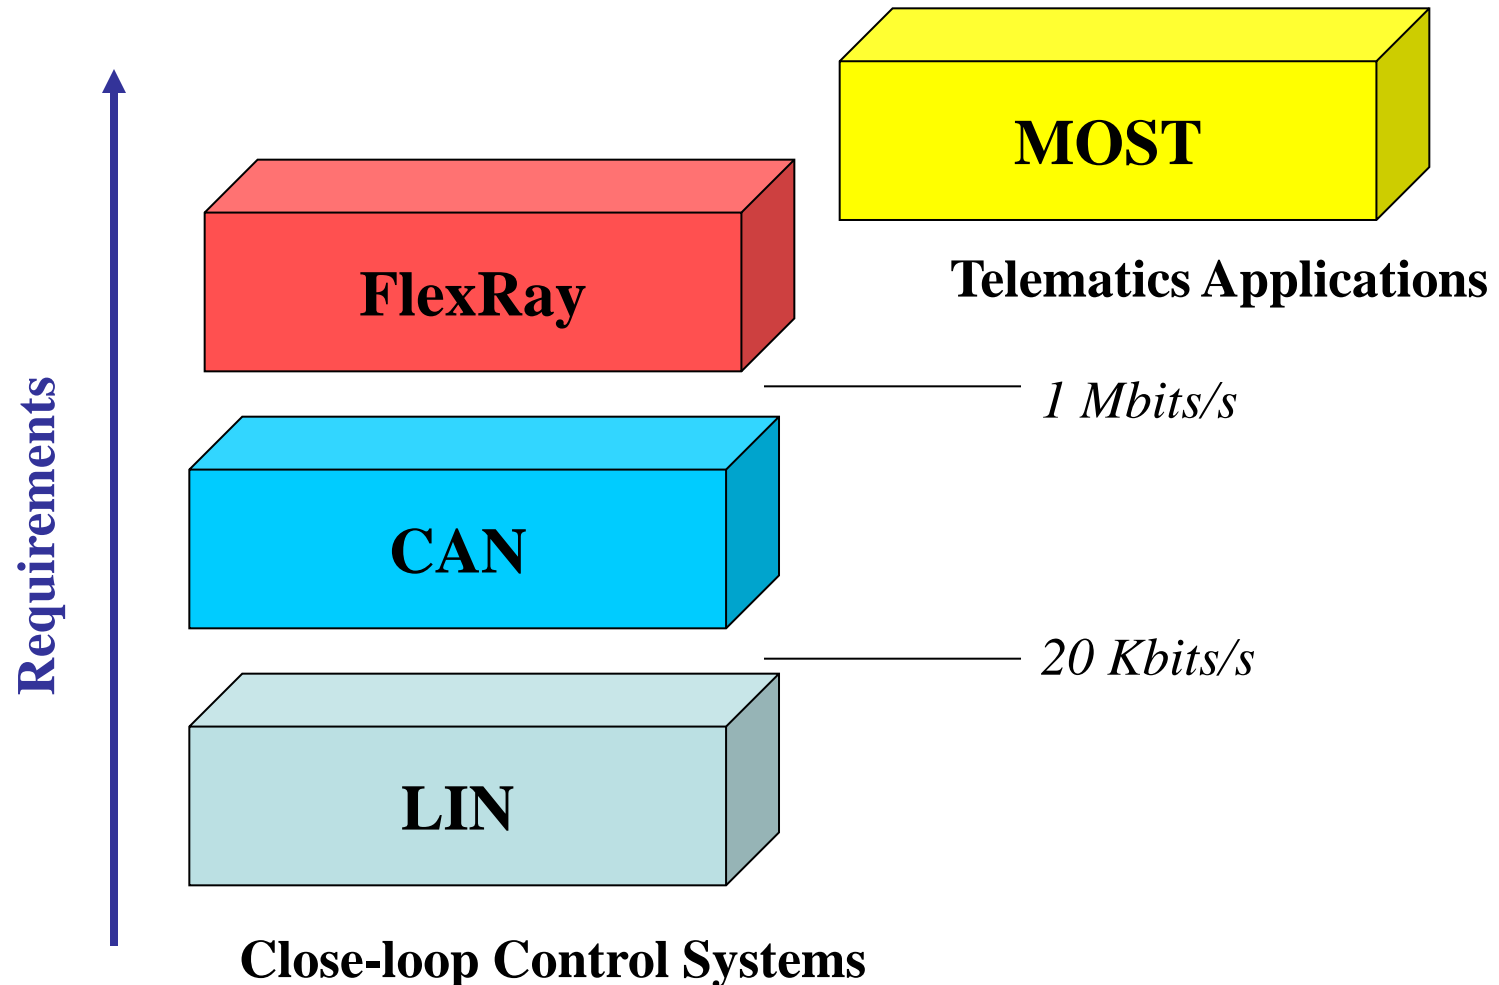 MOST
FlexRay
Telematics Applications
1 Mbits/s
Requirements
CAN
20 Kbits/s
LIN
Close-loop Control Systems